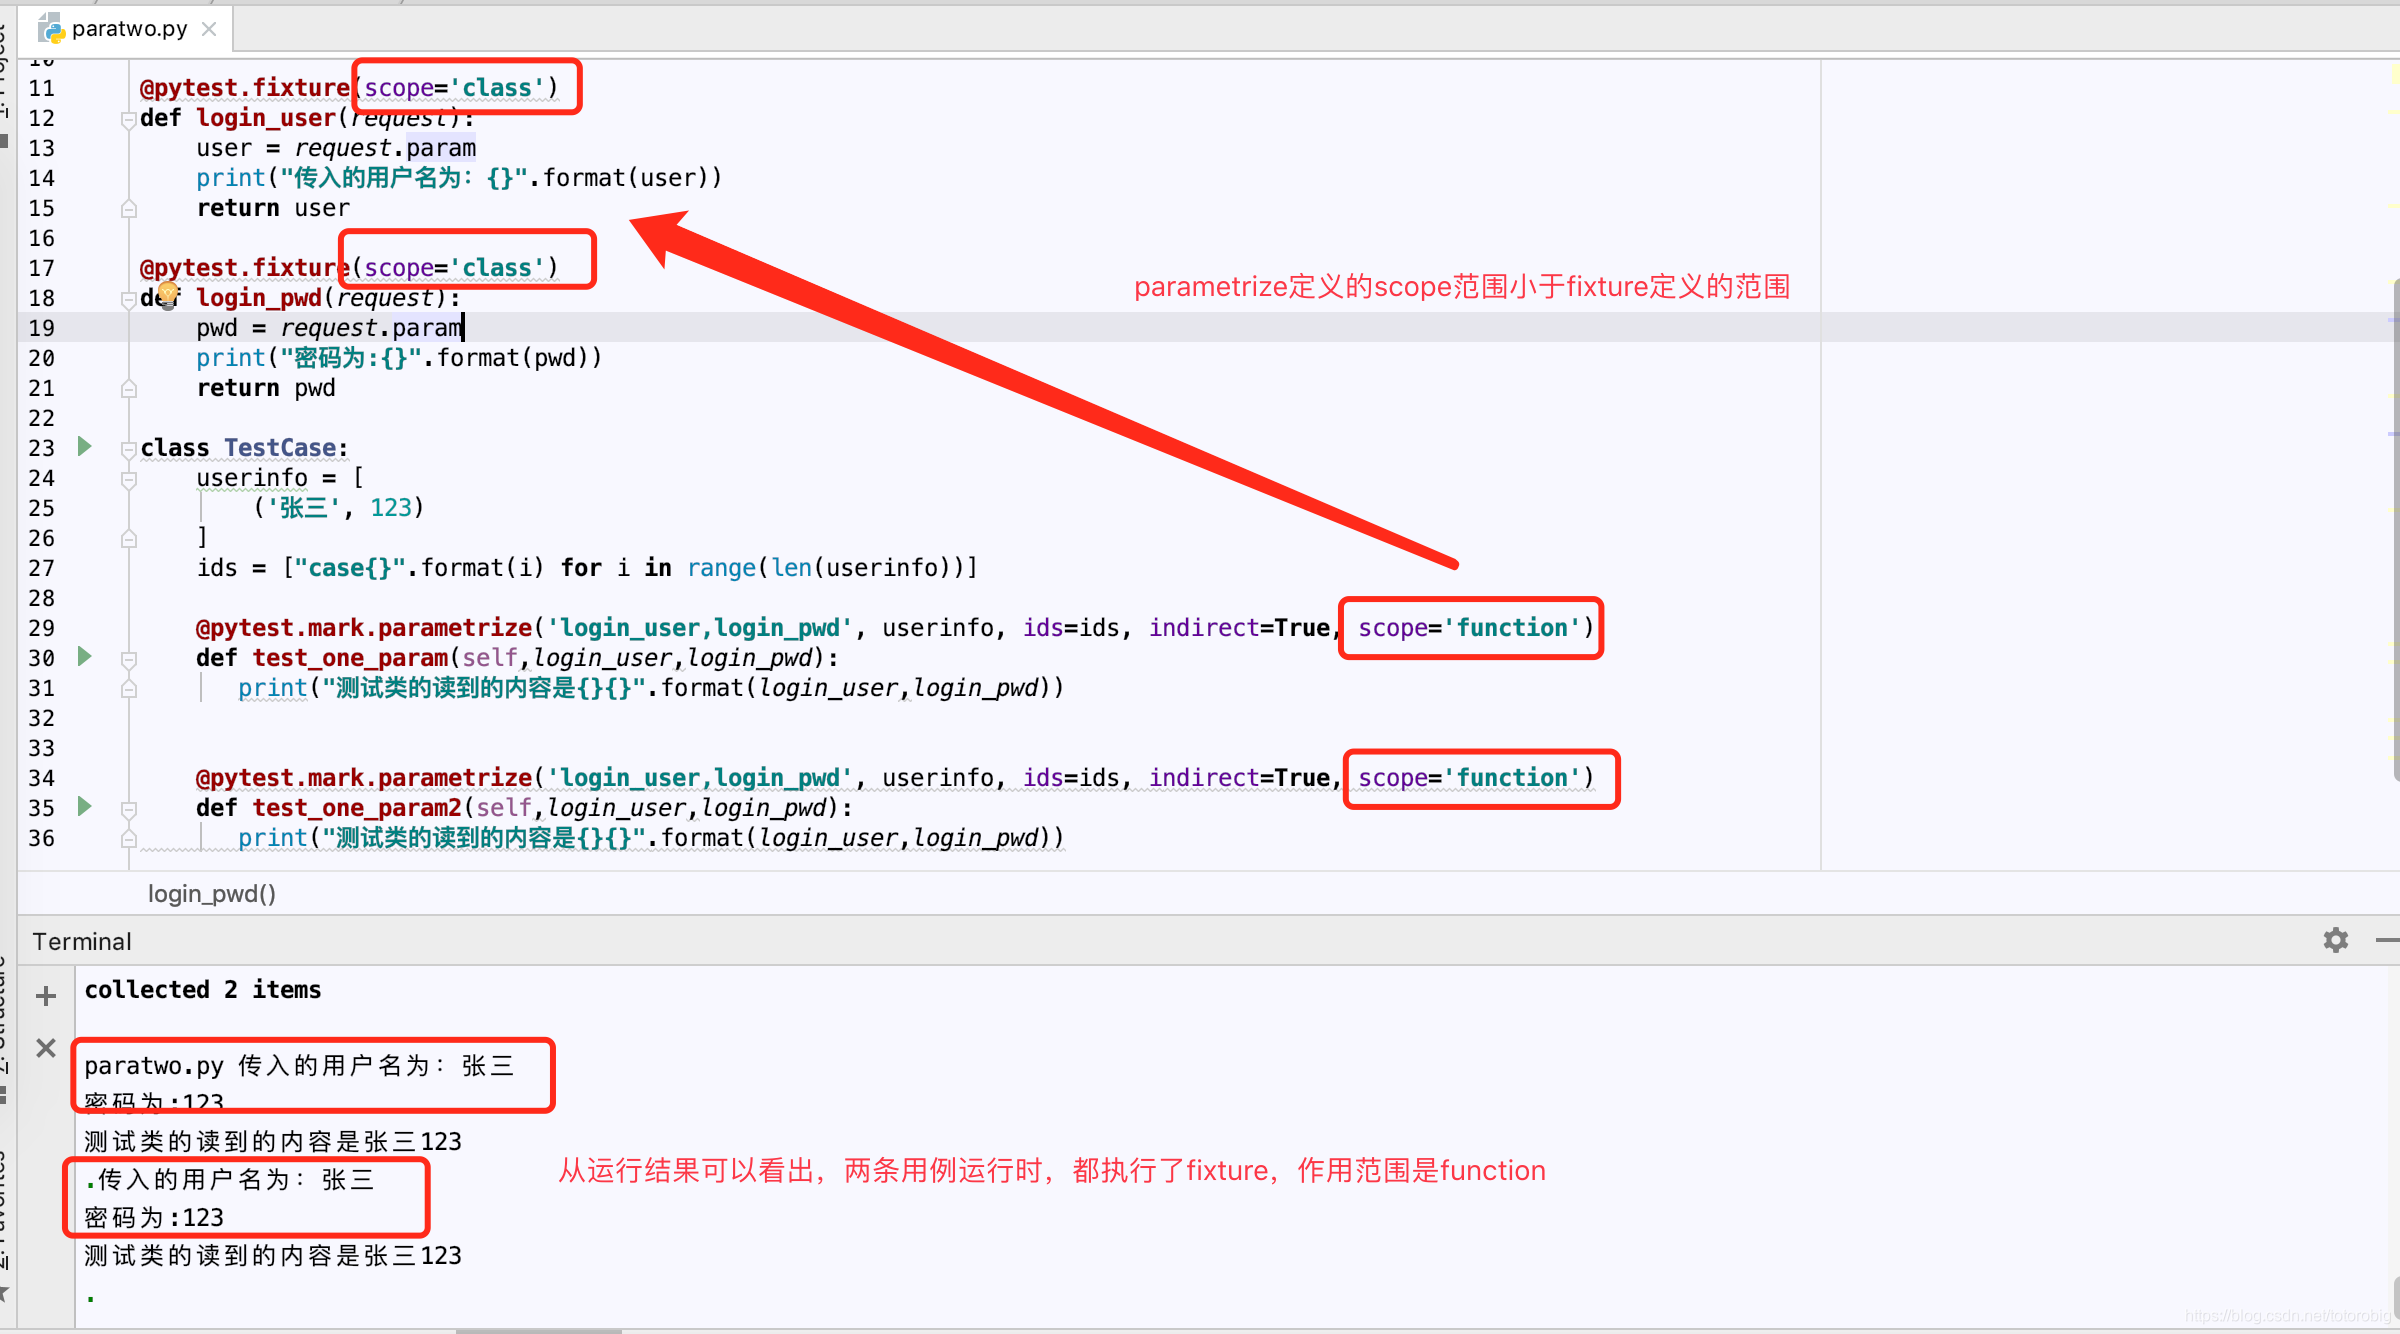 paratwo.py
11 @pytest.fixture(scope='class')
12 def login_user(request):
13 user = request.param
14 print("传入的用户名为：{}".format(user))
15 return user
16
17 @pytest.fixture(scope='class')
18 def login_pwd(request):
parametrize定义的scope范围小于fixture定义的范围
19 pwd = request.param
20 print("密码为:{}".format(pwd))
21 return pwd
22
23 class TestCase:
24 userinfo = [
25 ('张三', 123)
26 ]
27 ids = ["case{}".format(i) for i in range(len(userinfo))]
28
29 @pytest.mark.parametrize('login_user,login_pwd', userinfo, ids=ids, indirect=True, scope='function')
30 def test_one_param(self,login_user,login_pwd):
31 print("测试类的读到的内容是{}{}".format(login_user,login_pwd))
32
33
34 @pytest.mark.parametrize('login_user,login_pwd', userinfo, ids=ids, indirect=True, scope='function')
35 def test_one_param2(self,login_user,login_pwd):
36 print("测试类的读到的内容是{}{}".format(login_user,login_pwd))
login_pwd()
Terminal
collected 2 items
paratwo.py 传入的用户名为：张三
密码为:123
测试类的读到的内容是张三123
.传入的用户名为：张三
从运行结果可以看出，两条用例运行时，都执行了fixture，作用范围是function
密码为:123
测试类的读到的内容是张三123
.
https://blog.csdn.net/totorobig